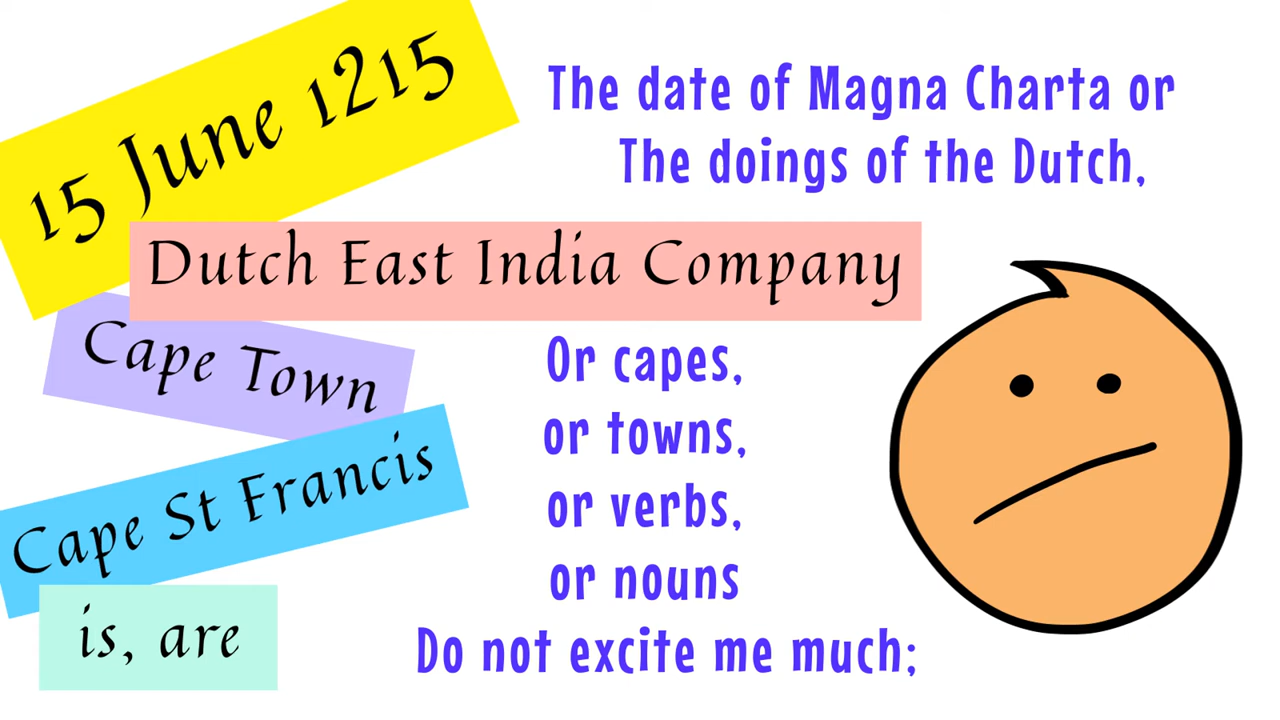 15 June 1215
The date of Magna Charta or
The doings of the Dutch,
Dutch East India Company
Cape Town
Cape St Francis
is, are
Or capes,
or towns,
or verbs,
or nouns
Do not excite me much;